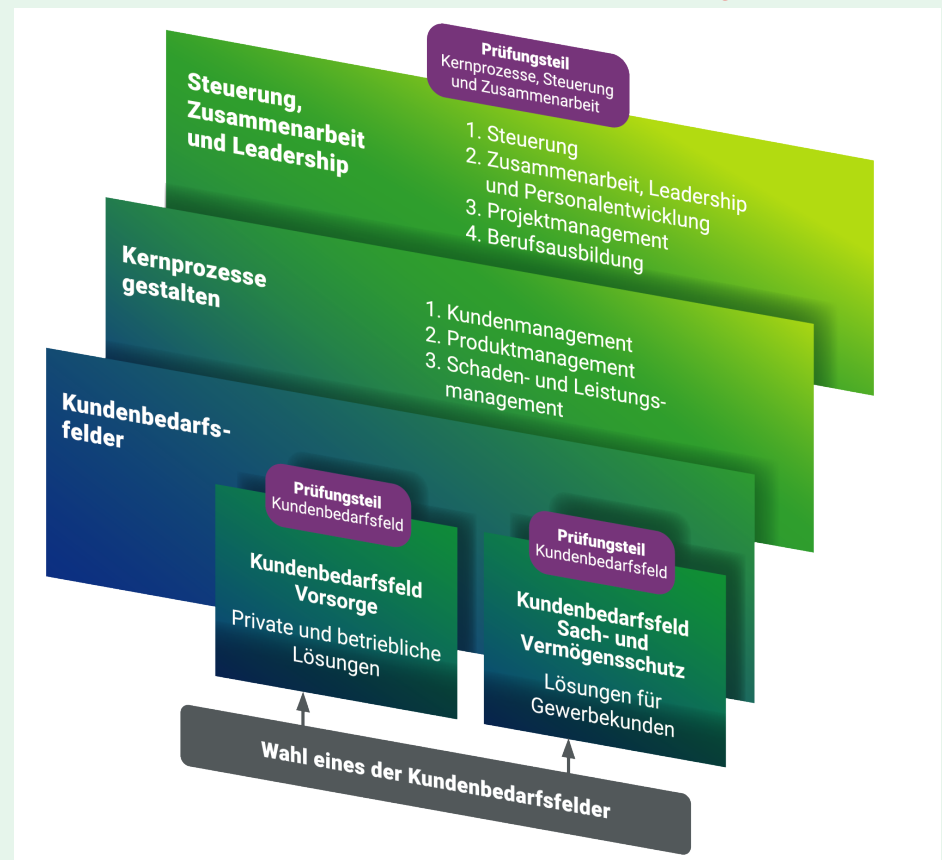 Prüfungsteil
Kernprozesse, Steuerung
und Zusammenarbeit
Steuerung,
Zusammenarbeit
und Leadership
1. Steuerung
2. Zusammenarbeit, Leadership
und Personalentwicklung
3. Projektmanagement
4. Berufsausbildung
Kernprozesse
gestalten
1. Kundenmanagement
2. Produktmanagement
3. Schaden- und Leistungs-
management
Kundenbedarfs-
felder
Prüfungsteil
Kundenbedarfsfeld
Kundenbedarfsfeld
Vorsorge
Private und betriebliche
Lösungen
Prüfungsteil
Kundenbedarfsfeld
Kundenbedarfsfeld
Sach- und
Vermögensschutz
Lösungen für
Gewerbekunden
Wahl eines der Kundenbedarfsfelder